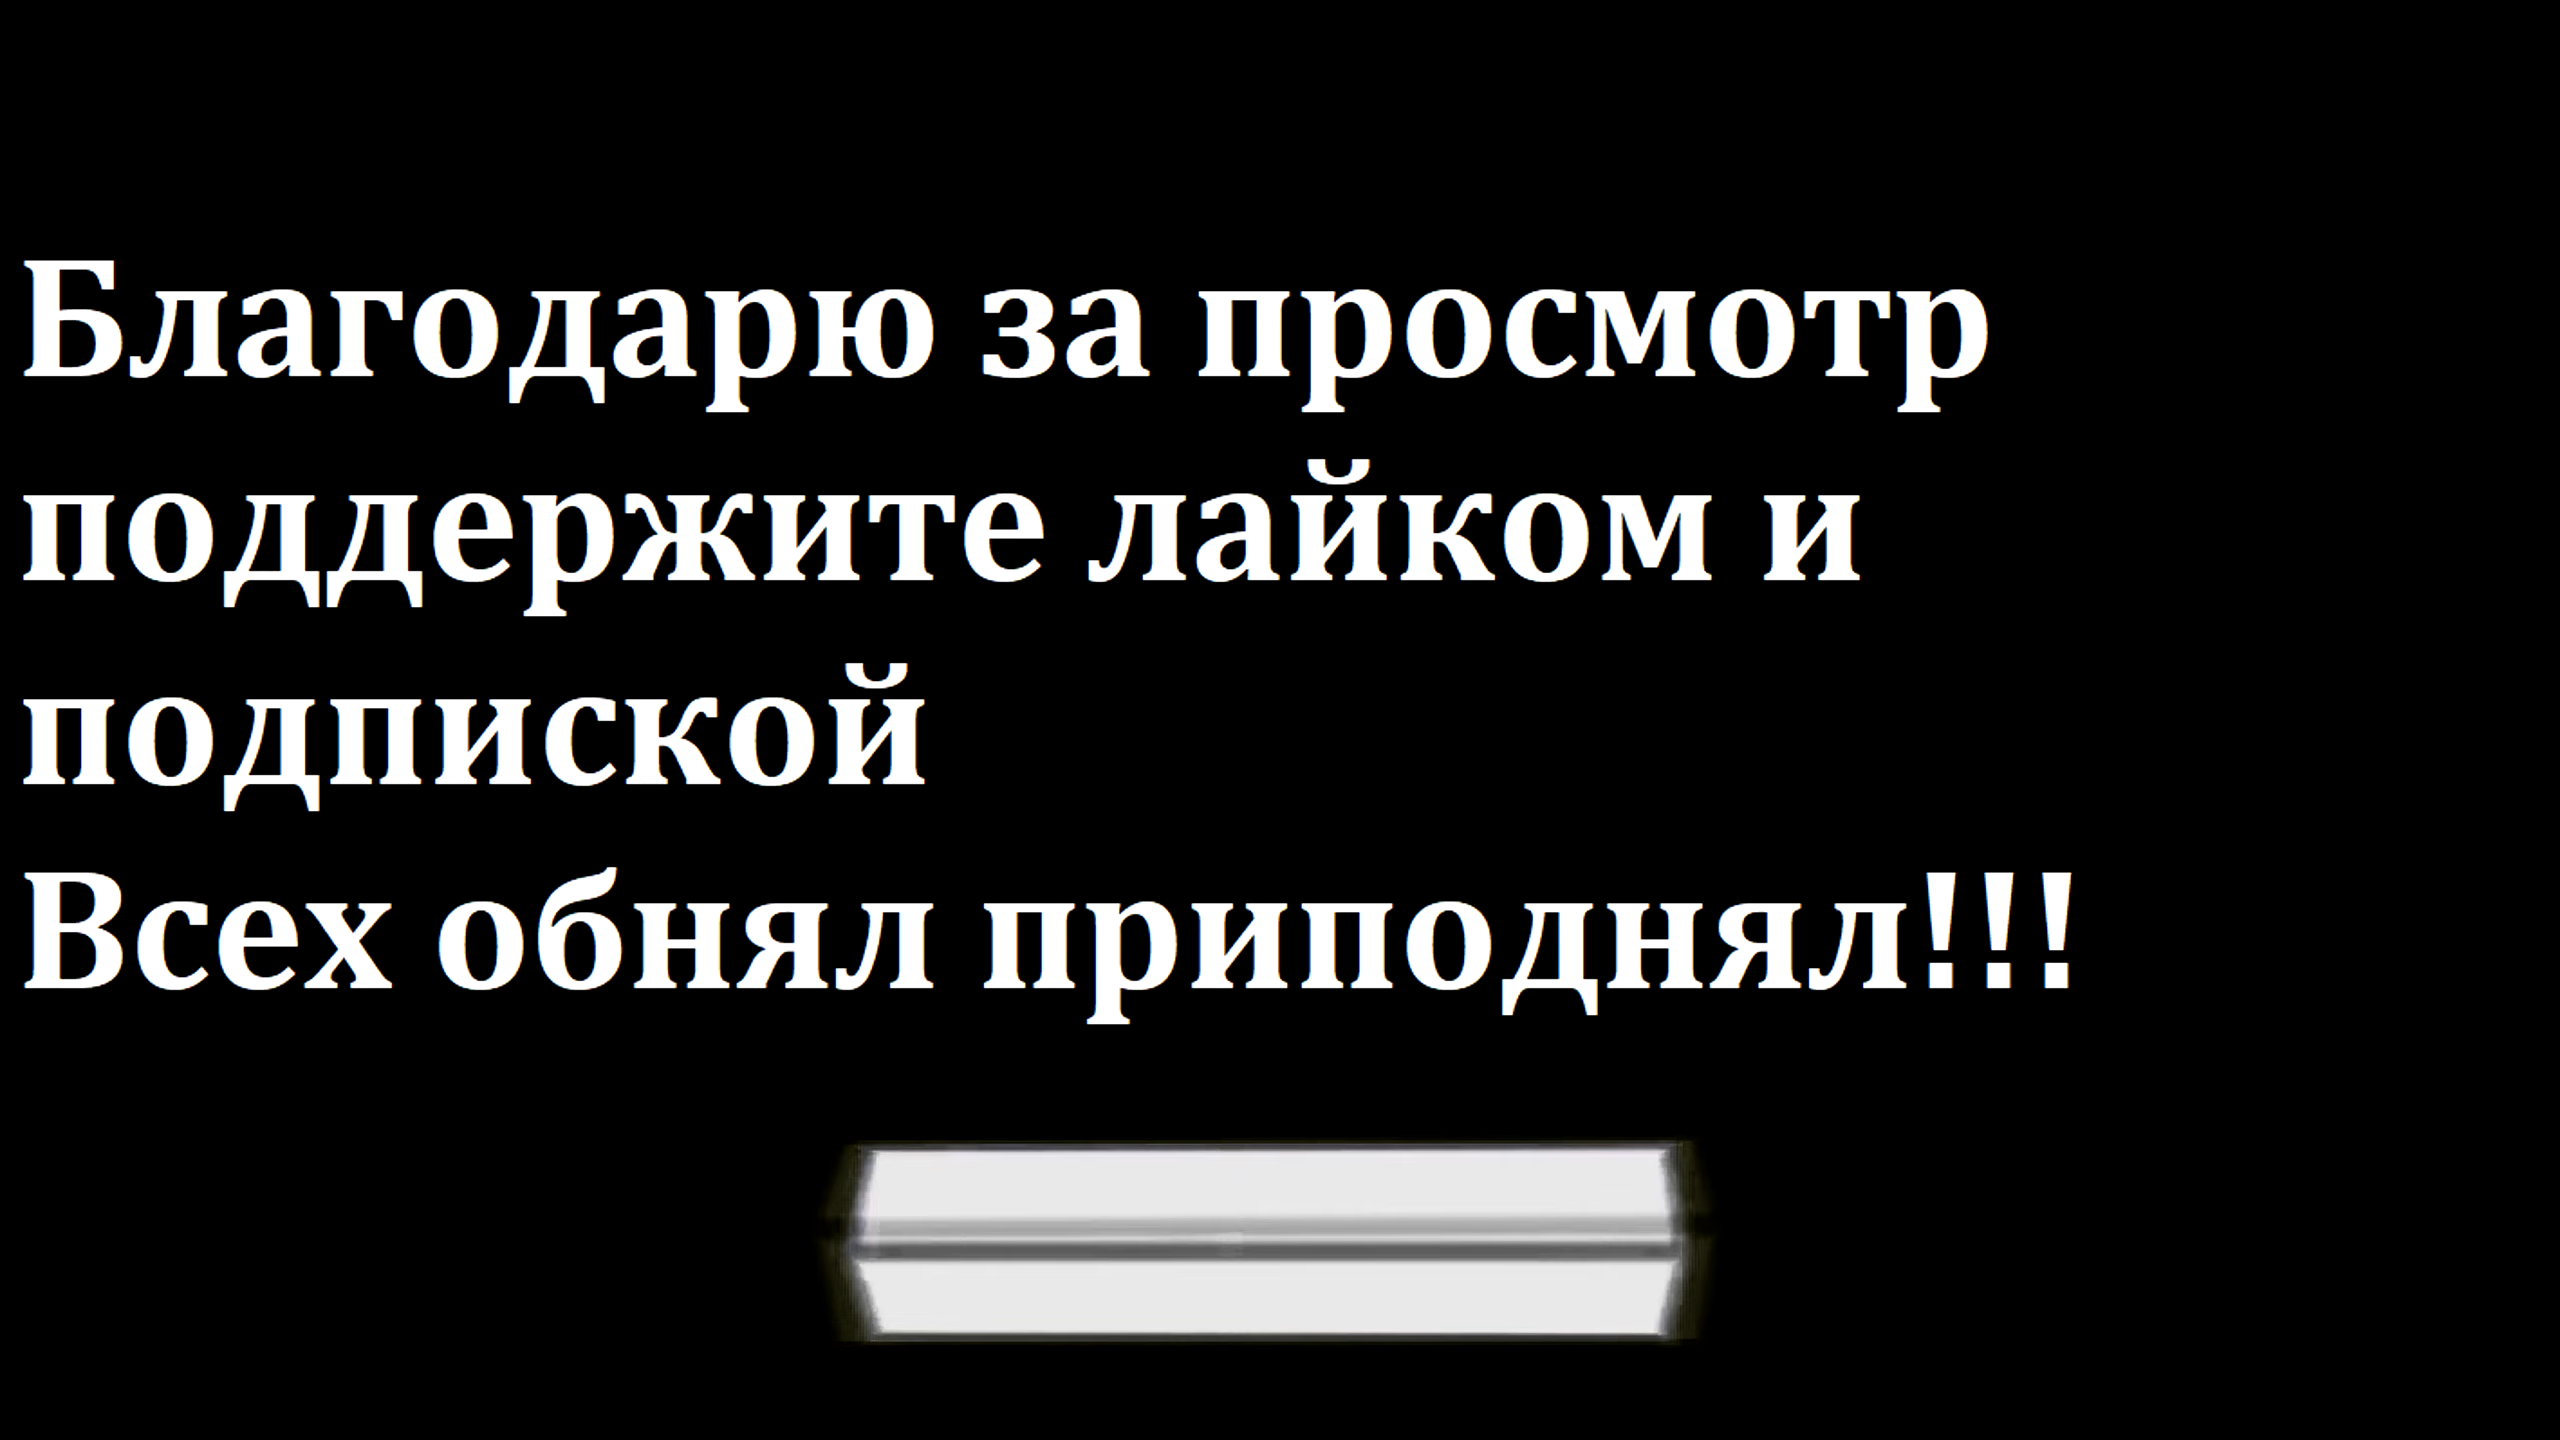 Благодарю за просмотр
поддержите лайком и
подпиской
Всех обнял приподнял!!!